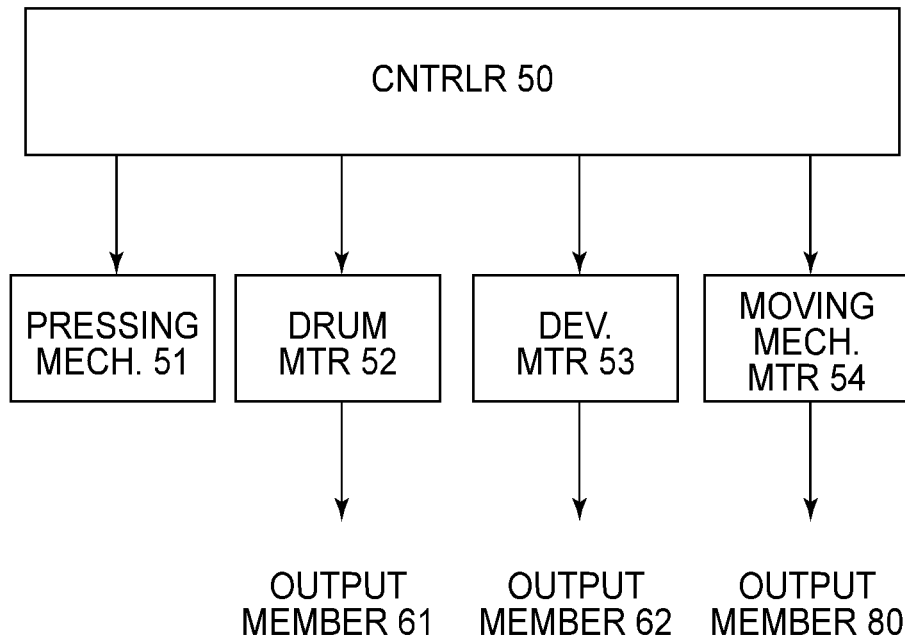 CNTRLR 50
PRESSING
MECH. 51
DRUM
MTR 52
DEV.
MTR 53
MOVING
MECH.
MTR 54
OUTPUT
MEMBER 61
OUTPUT
MEMBER 62
OUTPUT
MEMBER 80